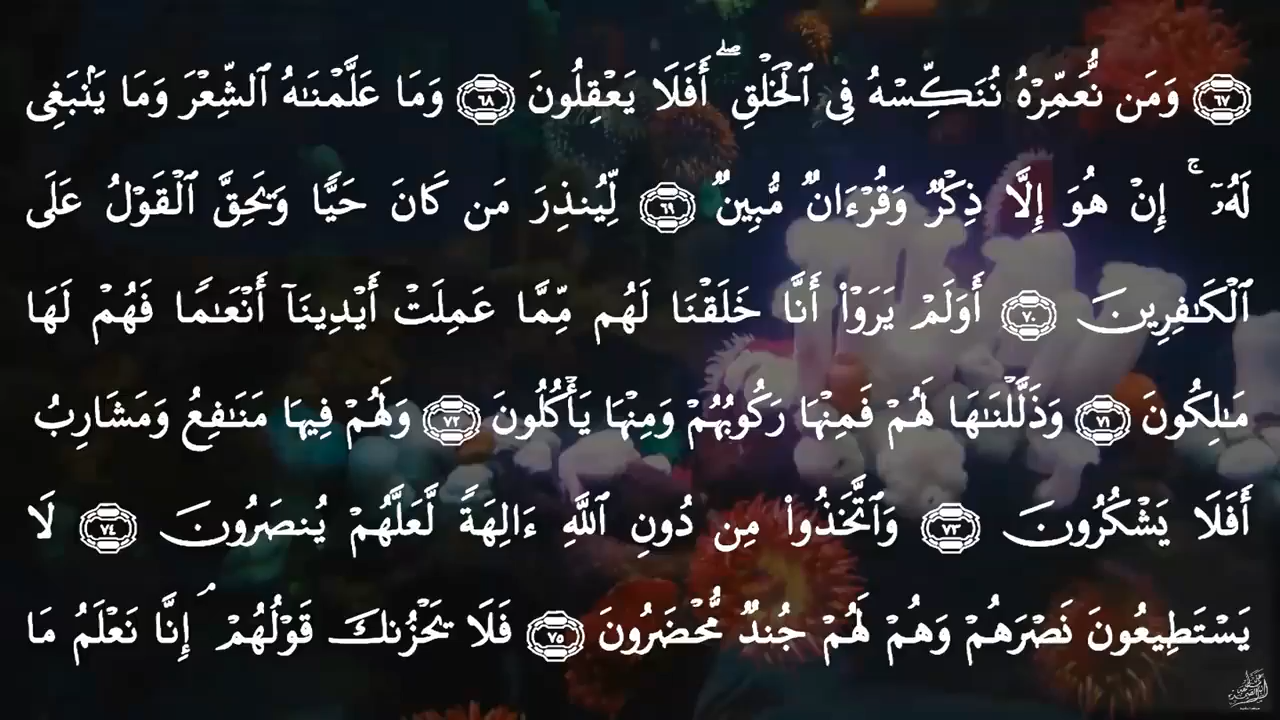 ٦٧ وَمَن نُّعَمِّرْهُ نُنَكِّسْهُ فِى ٱلْخَلْقِ ۖ أَفَلَا يَعْقِلُونَ ٦٨ وَمَا عَلَّمْنَـٰهُ ٱلشِّعْرَ وَمَا يَنۢبَغِى
لَهُۥٓ ۚ إِنْ هُوَ إِلَّا ذِكْرٌ وَقُرْءَانٌ مُّبِينٌ ٦٩ لِّيُنذِرَ مَن كَانَ حَيًّا وَيَحِقَّ ٱلْقَوْلُ عَلَى
ٱلْكَـٰفِرِينَ ٧٠ أَوَلَمْ يَرَوْا۟ أَنَّا خَلَقْنَا لَهُم مِّمَّا عَمِلَتْ أَيْدِينَآ أَنْعَـٰمًا فَهُمْ لَهَا
مَـٰلِكُونَ ٧١ وَذَلَّلْنَـٰهَا لَهُمْ فَمِنْهَا رَكُوبُهُمْ وَمِنْهَا يَأْكُلُونَ ٧٢ وَلَهُمْ فِيهَا مَنَـٰفِعُ وَمَشَارِبُ
أَفَلَا يَشْكُرُونَ ٧٣ وَٱتَّخَذُوا۟ مِن دُونِ ٱللَّهِ ءَالِهَةً لَّعَلَّهُمْ يُنصَرُونَ ٧٤ لَا
يَسْتَطِيعُونَ نَصْرَهُمْ وَهُمْ لَهُمْ جُندٌ مُّحْضَرُونَ ٧٥ فَلَا يَحْزُنكَ قَوْلُهُمْ ۘ إِنَّا نَعْلَمُ مَا